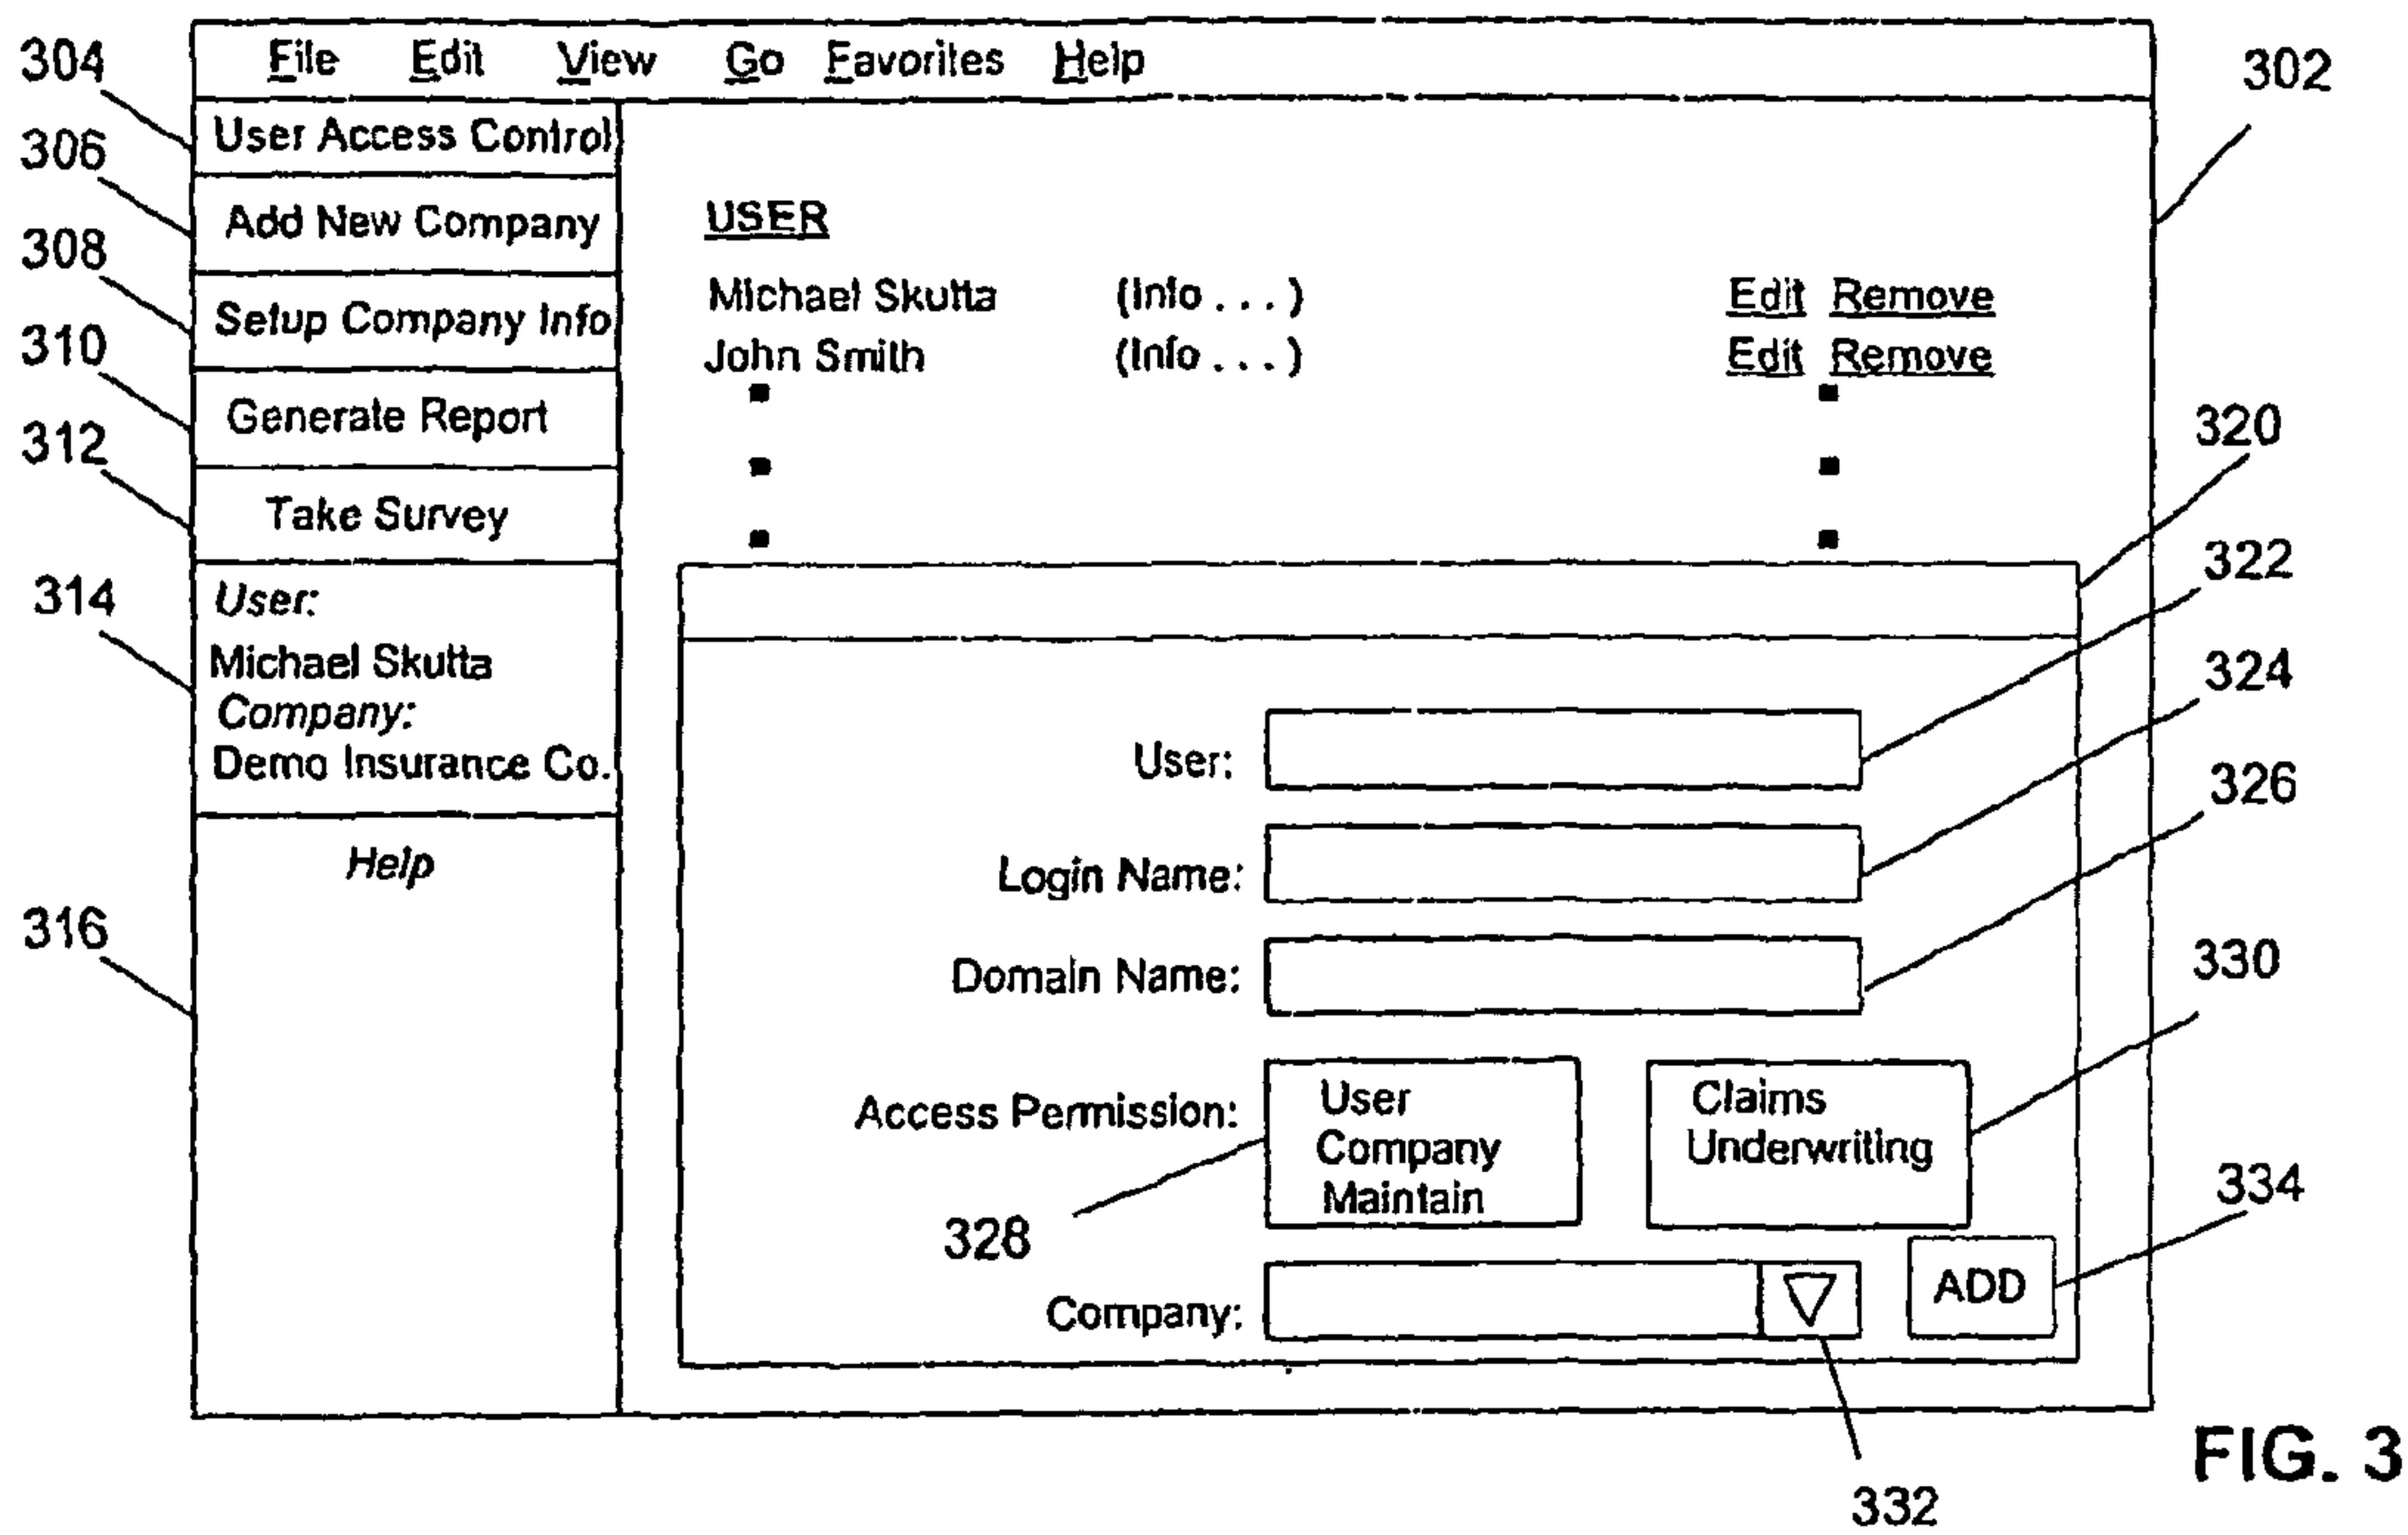 File Edit View Go Favorites Help
304
302
User Access Control
306
Add New Company
USER
308
Setup Company Info
Michael Skutta (Info . . . ) Edit Remove
310
John Smith (Info . . . ) Edit Remove
Generate Report
312
320
Take Survey
322
314
User:
Michael Skutta
Company:
Demo Insurance Co.
324
User:
326
Help
Login Name:
316
Domain Name:
330
Access Permission:
User
Company
Maintain
Claims
Underwriting
334
328
ADD
Company:
FIG. 3
332